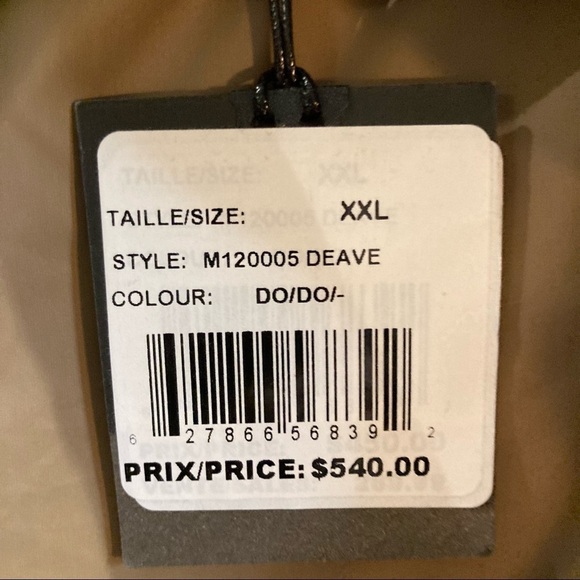 TAILLE/SIZE: XXL
STYLE: M120005 DEAVE
COLOUR: DO/DO/-
6 27866 56839 2
PRIX/PRICE: $540.00